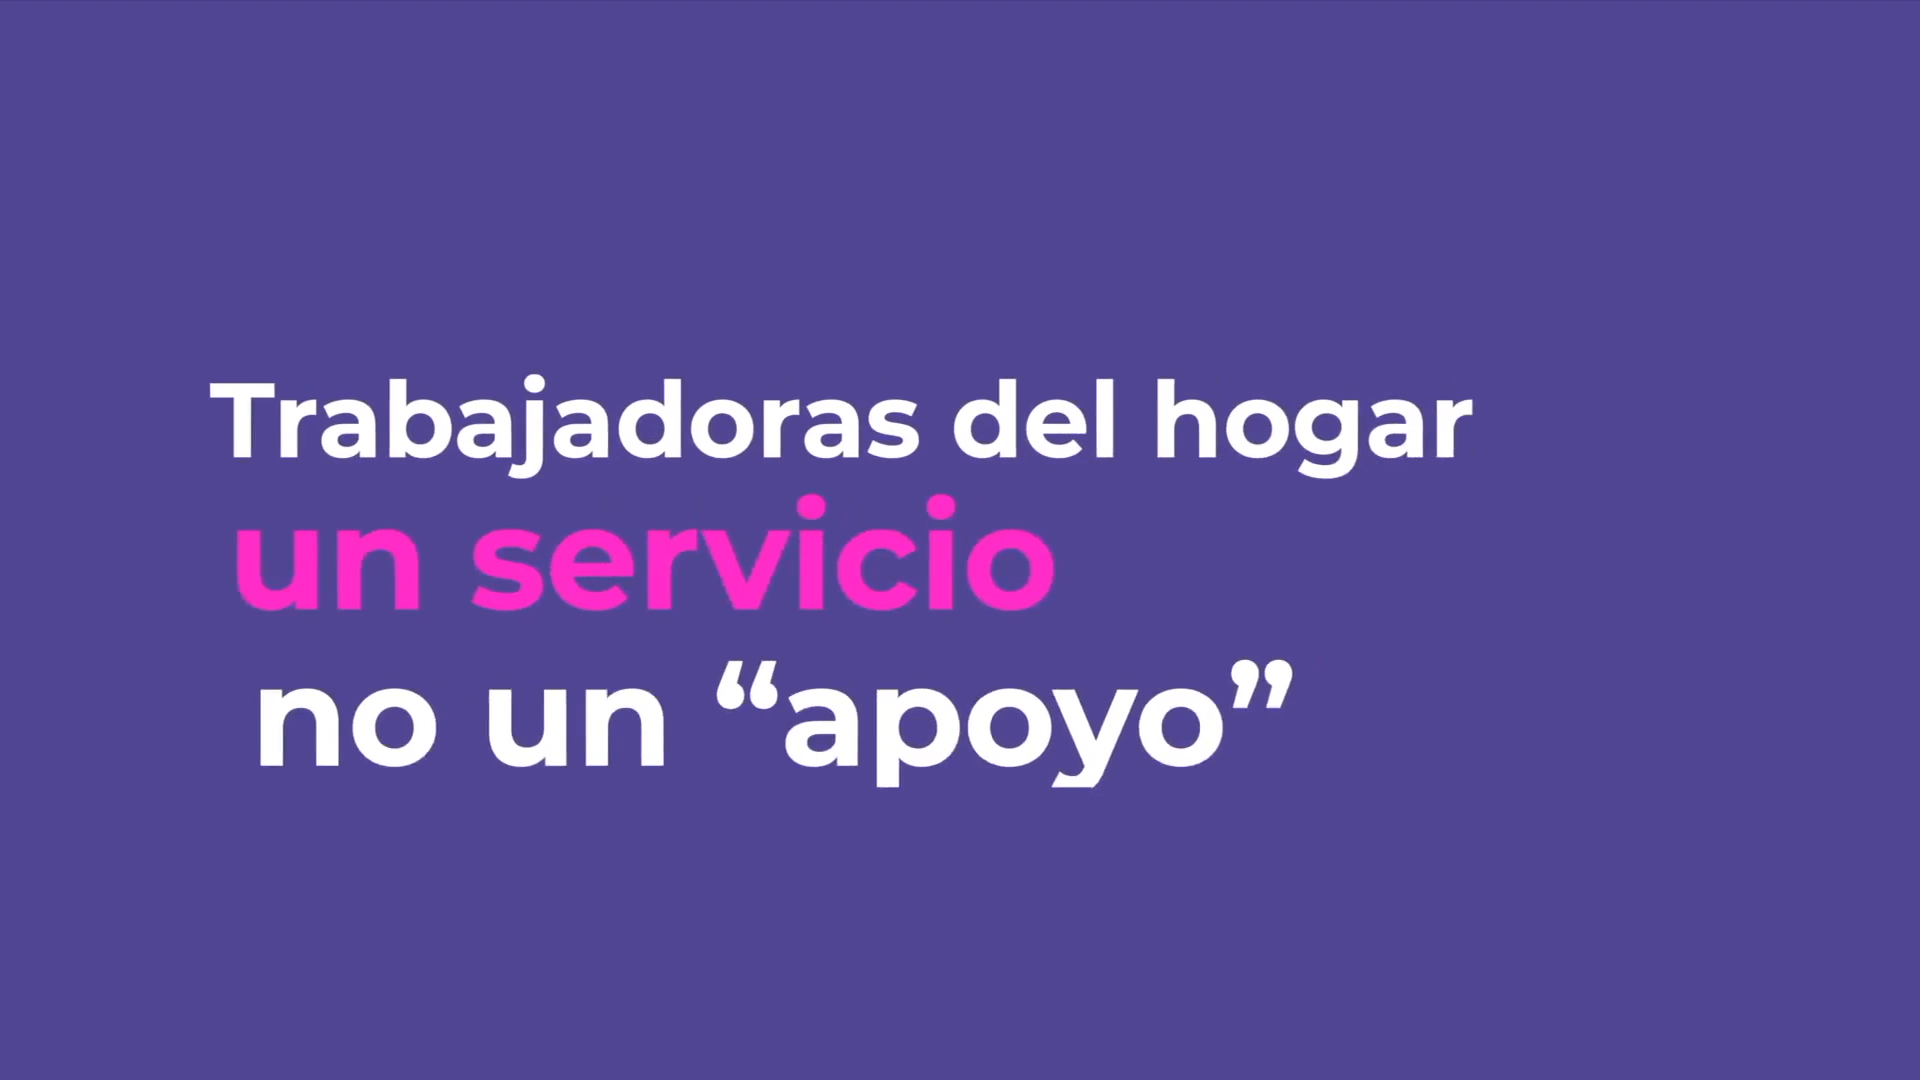 Trabajadoras del hogar
un servicio
no un “apoyo”